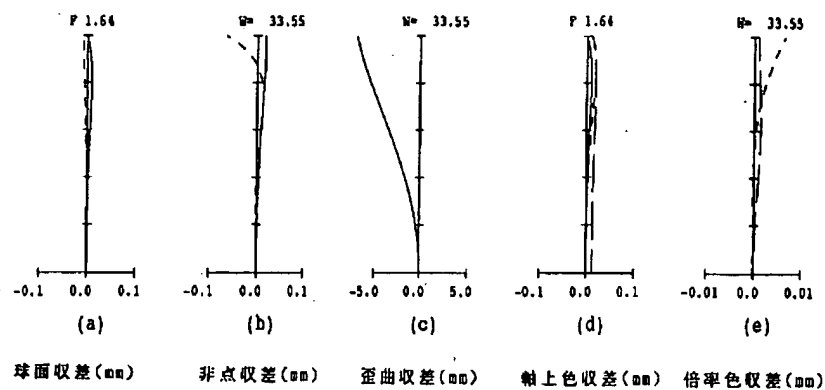 F 1.64 W= 33.55 W= 33.55 F 1.64 W= 33.55
-0.1 0.0 0.1 -0.1 0.0 0.1 -5.0 0.0 5.0 -0.1 0.0 0.1 -0.01 0.0 0.01
(a) (b) (c) (d) (e)
球面収差(mm) 非点収差(mm) 歪曲収差(mm) 軸上色収差(mm) 倍率色収差(mm)